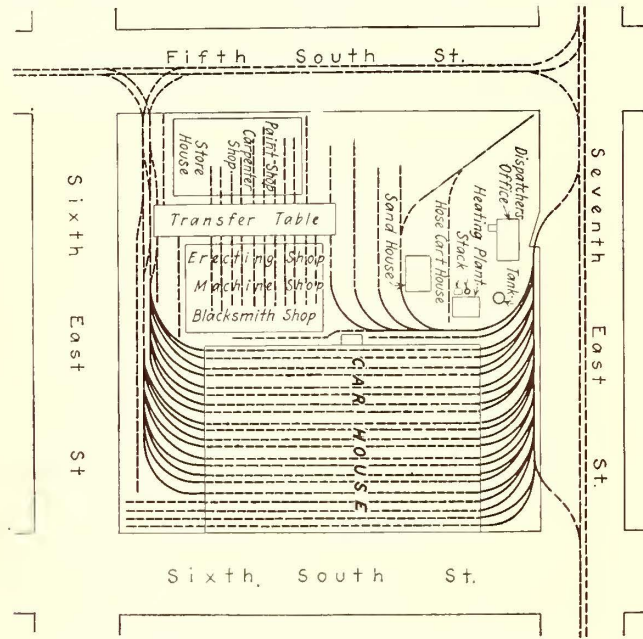 Fifth South St.
Sixth East St
Store House
Carpenter Shop
Paint Shop
Transfer Table
Erecting Shop
Machine Shop
Blacksmith Shop
Sand House
Hose Cart House
Stack
Heating Plant
Dispatchers Office
Tank
Seventh East St.
CAR HOUSE
Sixth, South St.